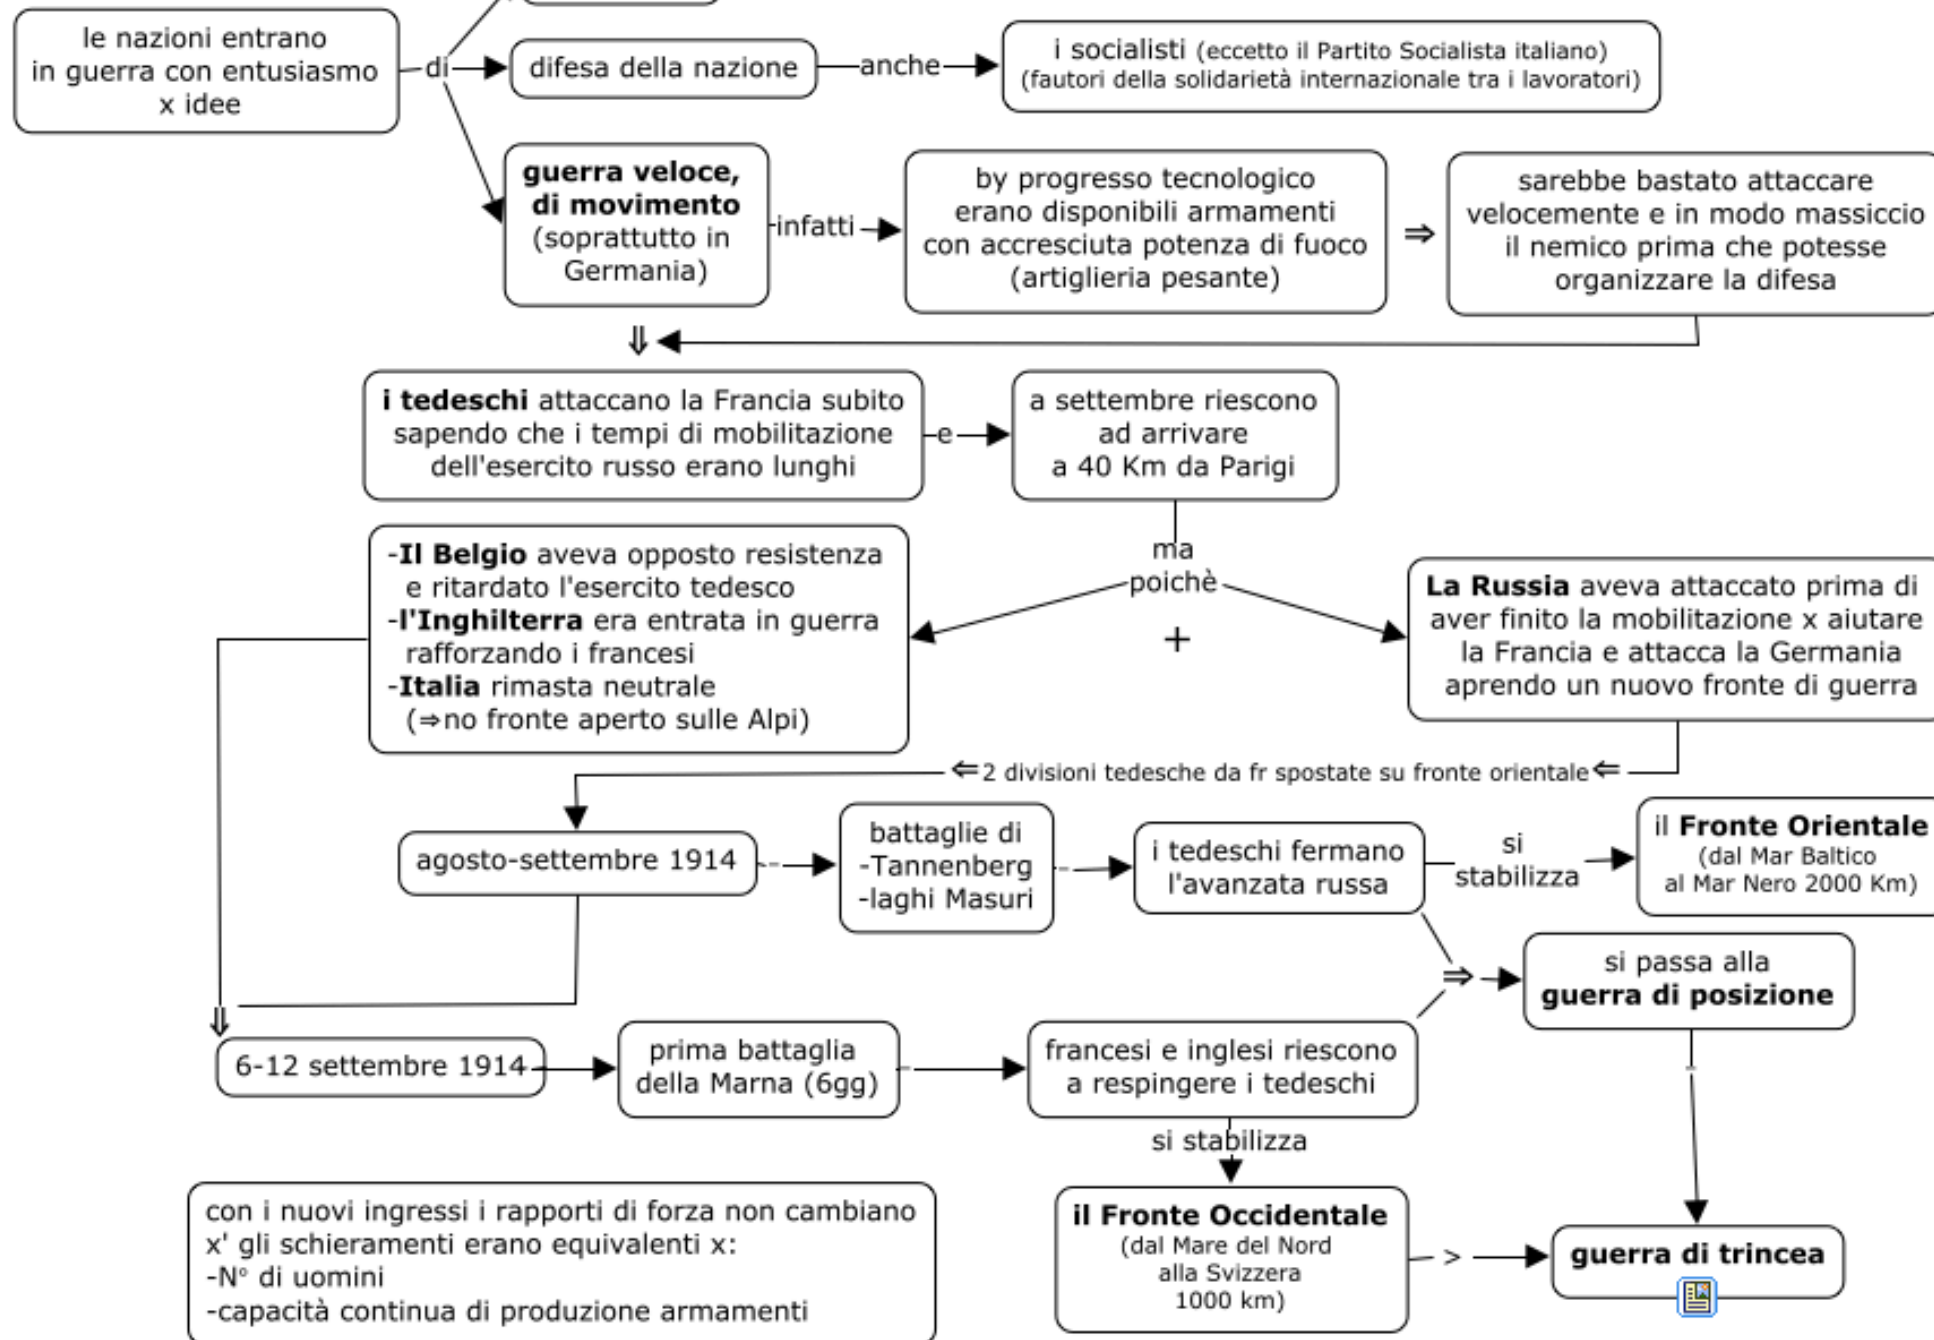 le nazioni entrano
in guerra con entusiasmo
x idee
di
difesa della nazione
anche
i socialisti (eccetto il Partito Socialista italiano)
(fautori della solidarietà internazionale tra i lavoratori)
guerra veloce,
di movimento
(soprattutto in
Germania)
infatti
by progresso tecnologico
erano disponibili armamenti
con accresciuta potenza di fuoco
(artiglieria pesante)
⇒
sarebbe bastato attaccare
velocemente e in modo massiccio
il nemico prima che potesse
organizzare la difesa
⇓
i tedeschi attaccano la Francia subito
sapendo che i tempi di mobilitazione
dell'esercito russo erano lunghi
e
a settembre riescono
ad arrivare
a 40 Km da Parigi
ma
poichè
+
-Il Belgio aveva opposto resistenza
e ritardato l'esercito tedesco
-l'Inghilterra era entrata in guerra
rafforzando i francesi
-Italia rimasta neutrale
(⇒no fronte aperto sulle Alpi)
La Russia aveva attaccato prima di
aver finito la mobilitazione x aiutare
la Francia e attacca la Germania
aprendo un nuovo fronte di guerra
⇐2 divisioni tedesche da fr spostate su fronte orientale⇐
agosto-settembre 1914
--
battaglie di
-Tannenberg
-laghi Masuri
-
i tedeschi fermano
l'avanzata russa
si
stabilizza
il Fronte Orientale
(dal Mar Baltico
al Mar Nero 2000 Km)
⇒
si passa alla
guerra di posizione
⇓
6-12 settembre 1914
prima battaglia
della Marna (6gg)
-
francesi e inglesi riescono
a respingere i tedeschi
-
si stabilizza
il Fronte Occidentale
(dal Mare del Nord
alla Svizzera
1000 km)
>
guerra di trincea
con i nuovi ingressi i rapporti di forza non cambiano
x' gli schieramenti erano equivalenti x:
-N° di uomini
-capacità continua di produzione armamenti